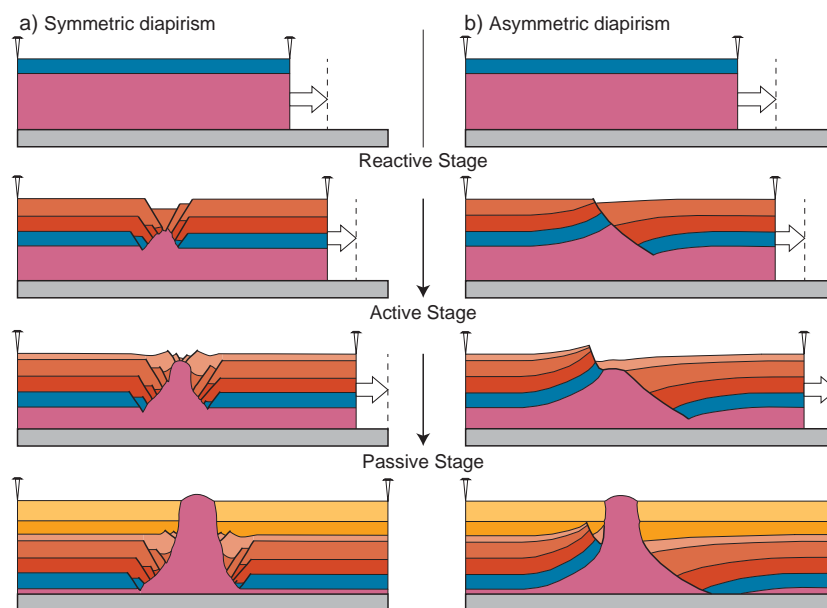 a) Symmetric diapirism
b) Asymmetric diapirism
Reactive Stage
Active Stage
Passive Stage